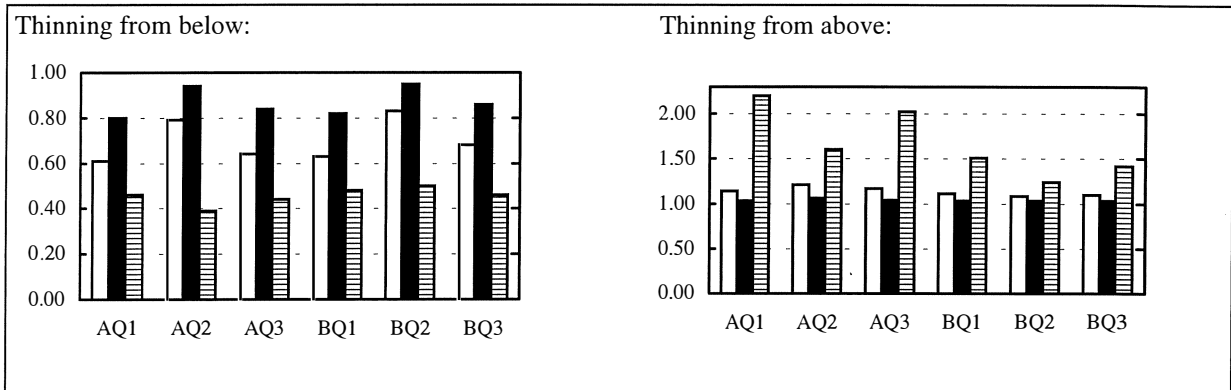 Thinning from below:
1.00
0.80
0.60
0.40
0.20
0.00
AQ1 AQ2 AQ3 BQ1 BQ2 BQ3
Thinning from above:
2.00
1.50
1.00
0.50
0.00
AQ1 AQ2 AQ3 BQ1 BQ2 BQ3